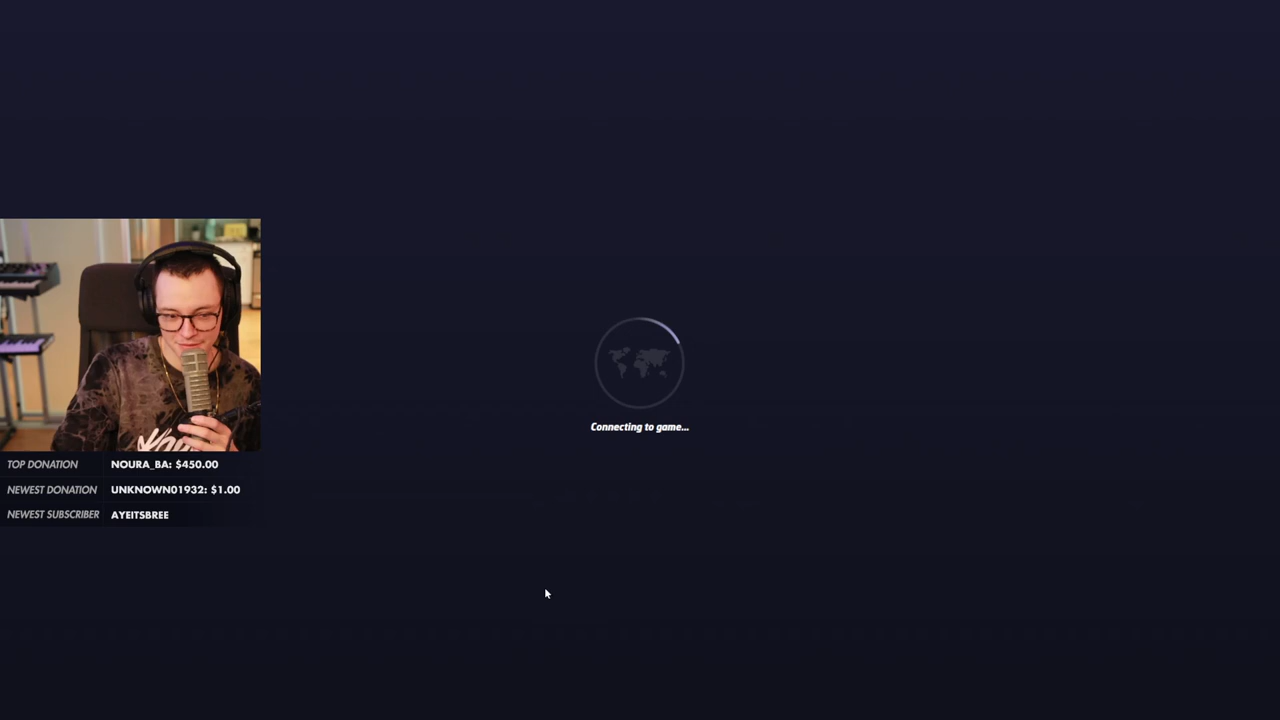 Connecting to game...
TOP DONATION NOURA_BA: $450.00
NEWEST DONATION UNKNOWN01932: $1.00
NEWEST SUBSCRIBER AYEITSBREE